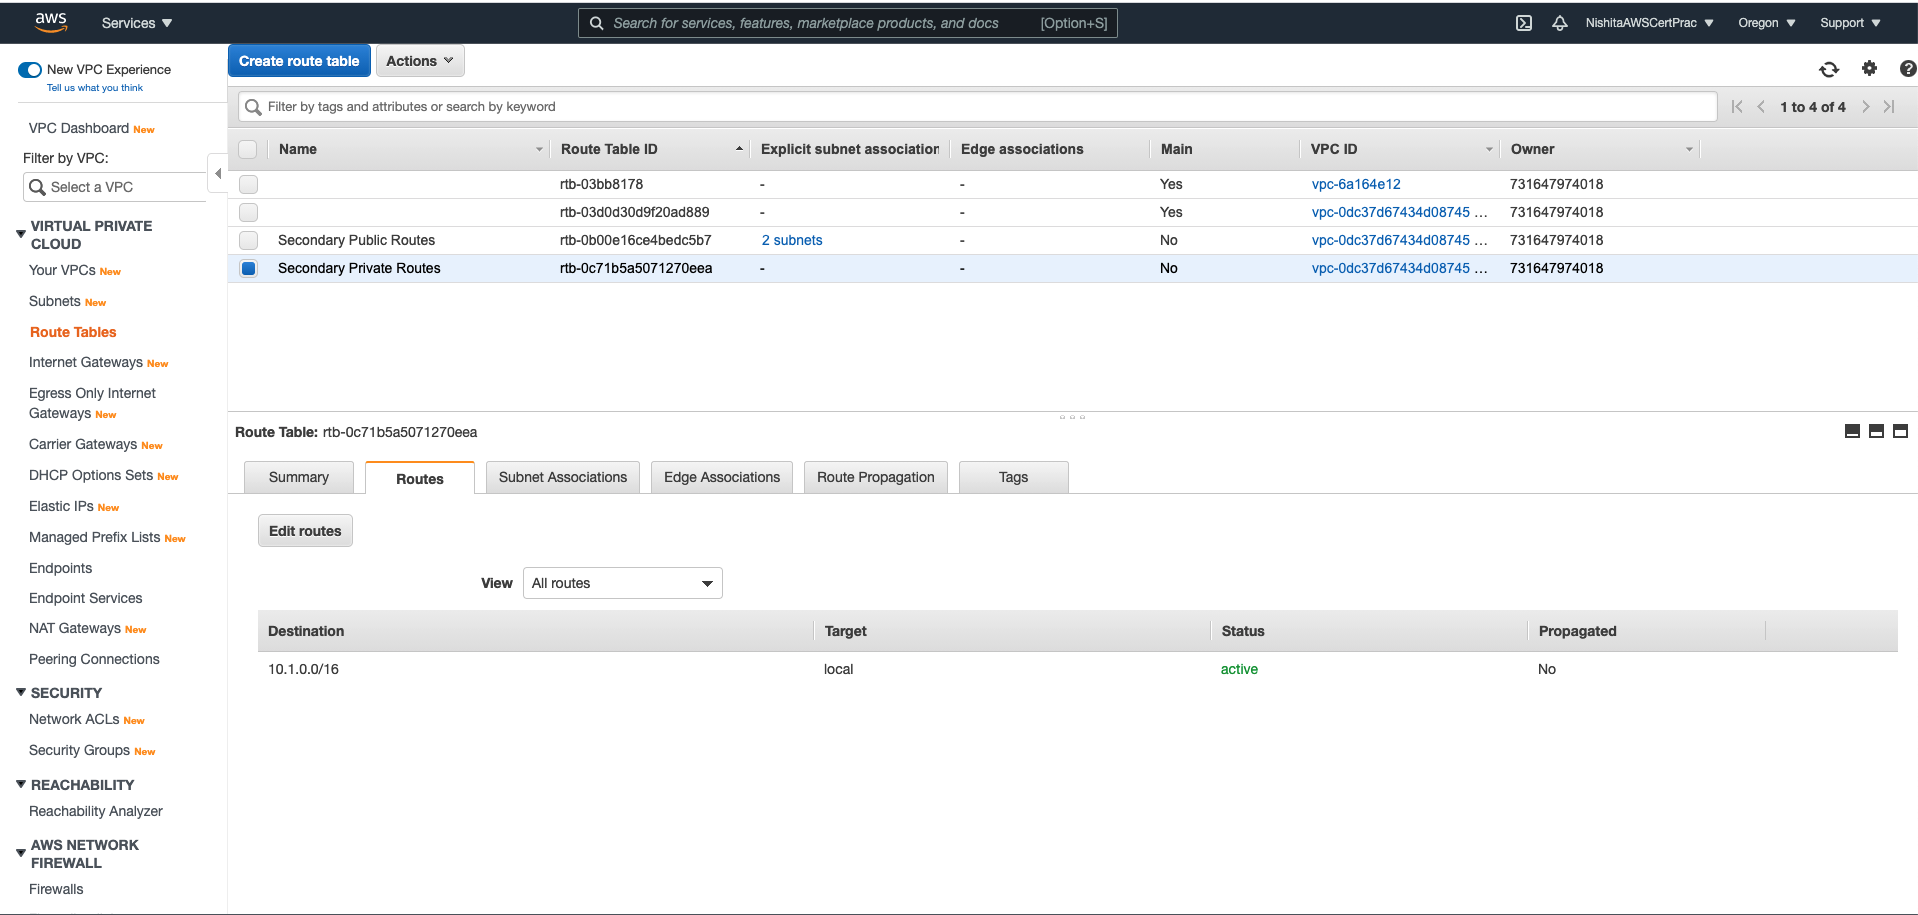 aws Services Search for services, features, marketplace products, and docs [Option+S] NishitaAWSCertPrac Oregon Support
New VPC Experience
Tell us what you think
VPC Dashboard New
Filter by VPC:
Select a VPC
VIRTUAL PRIVATE
CLOUD
Your VPCs New
Subnets New
Route Tables
Internet Gateways New
Egress Only Internet
Gateways New
Carrier Gateways New
DHCP Options Sets New
Elastic IPs New
Managed Prefix Lists New
Endpoints
Endpoint Services
NAT Gateways New
Peering Connections
SECURITY
Network ACLs New
Security Groups New
REACHABILITY
Reachability Analyzer
AWS NETWORK
FIREWALL
Firewalls
Create route table Actions
Filter by tags and attributes or search by keyword 1 to 4 of 4
Name Route Table ID Explicit subnet association Edge associations Main VPC ID Owner
rtb-03bb8178 - - Yes vpc-6a164e12 731647974018
rtb-03d0d30d9f20ad889 - - Yes vpc-0dc37d67434d08745 ... 731647974018
Secondary Public Routes rtb-0b00e16ce4bedc5b7 2 subnets - No vpc-0dc37d67434d08745 ... 731647974018
Secondary Private Routes rtb-0c71b5a5071270eea - - No vpc-0dc37d67434d08745 ... 731647974018
Route Table: rtb-0c71b5a5071270eea
Summary Routes Subnet Associations Edge Associations Route Propagation Tags
Edit routes
View All routes
Destination Target Status Propagated
10.1.0.0/16 local active No